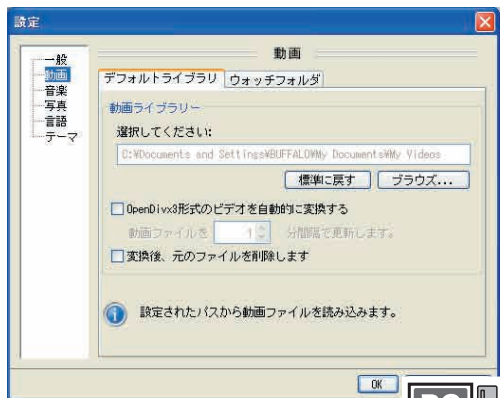 設定
一般
動画
音楽
写真
言語
テーマ
動画
デフォルトライブラリ
ウォッチフォルダ
動画ライブラリー
選択してください:
C:¥Documents and Settings¥BUFFALO¥My Documents¥My Videos
標準に戻す
ブラウズ...
OpenDivx3形式のビデオを自動的に変換する
動画ファイルを 1 分間隔で更新します。
変換後、元のファイルを削除します
設定されたパスから動画ファイルを読み込みます。
OK